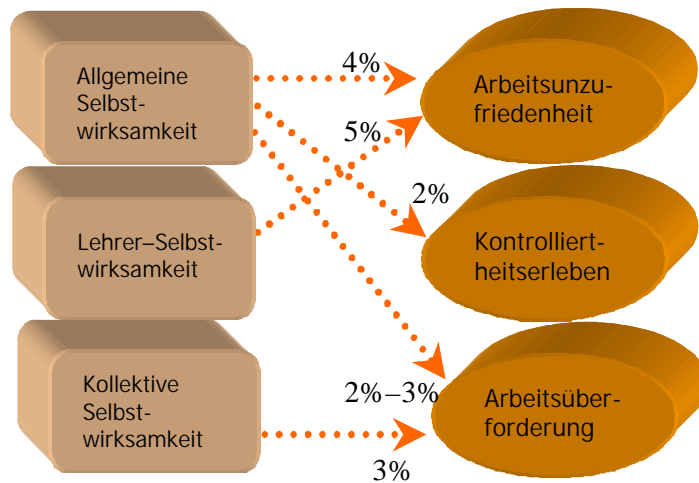 Allgemeine
Selbst-
wirksamkeit
4%
Arbeitsunzu-
friedenheit
5%
Lehrer–Selbst-
wirksamkeit
2%
Kontrolliert-
heitserleben
Kollektive
Selbst-
wirksamkeit
2%–3%
3%
Arbeitsüber-
forderung